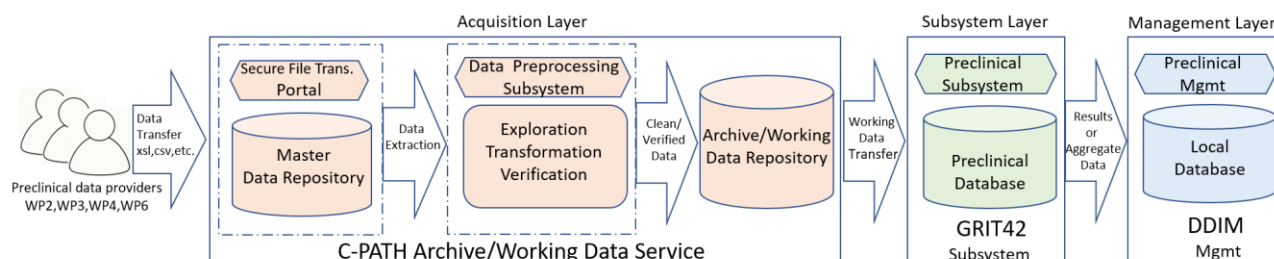 Acquisition Layer
Subsystem Layer
Management Layer
Preclinical data providers
WP2,WP3,WP4,WP6
Data
Transfer
xsl,csv,etc.
Secure File Trans.
Portal
Master
Data Repository
Data
Extraction
Data Preprocessing
Subsystem
Exploration
Transformation
Verification
Clean/
Verified
Data
Archive/Working
Data Repository
C-PATH Archive/Working Data Service
Working
Data
Transfer
Preclinical
Subsystem
Preclinical
Database
GRIT42
Subsystem
Results
or
Aggregate
Data
Preclinical
Mgmt
Local
Database
DDIM
Mgmt